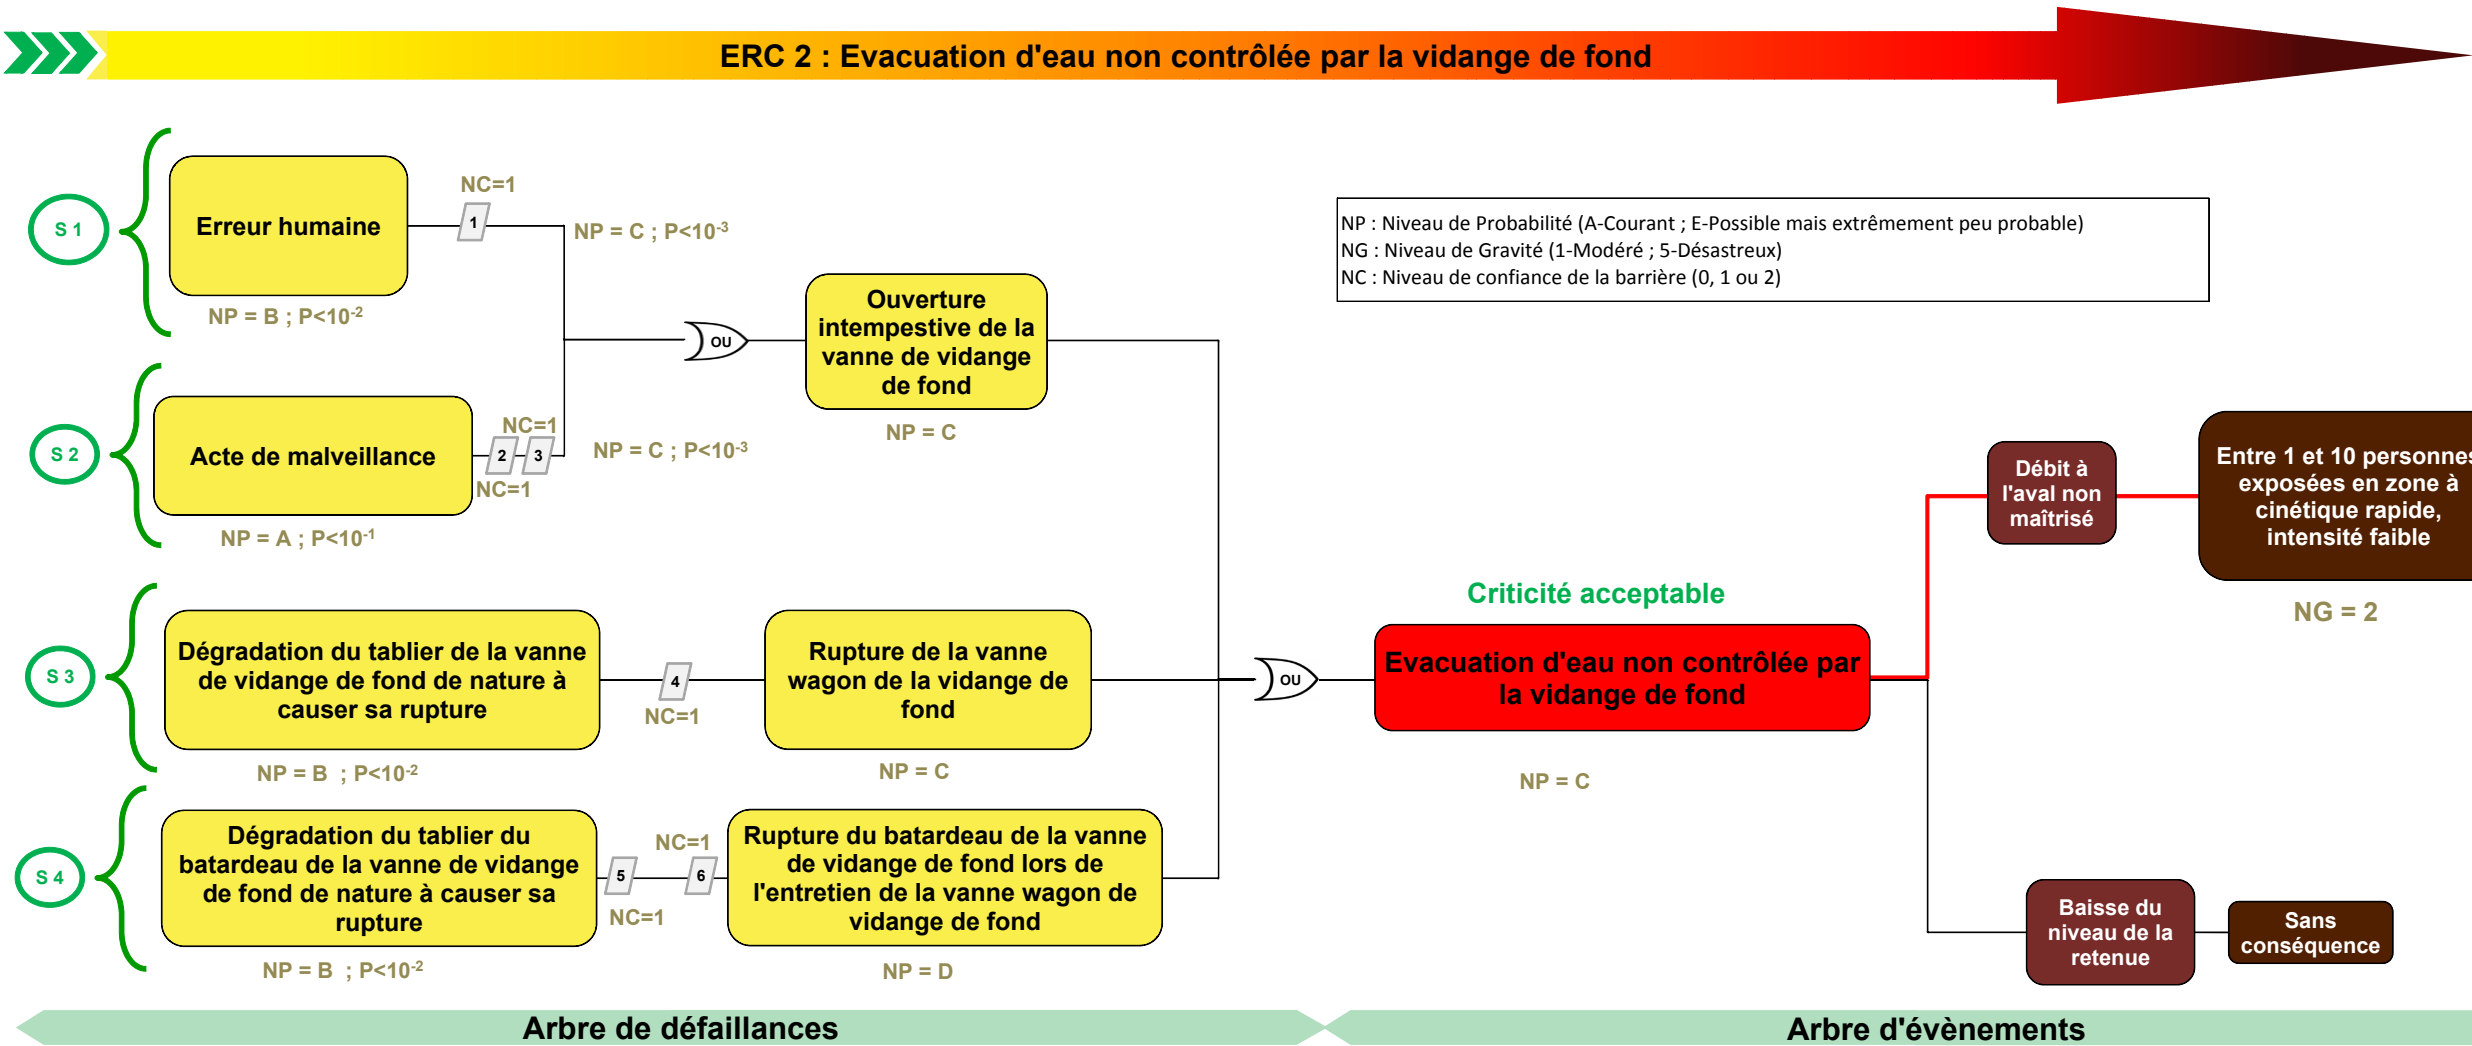 ERC 2 : Evacuation d'eau non contrôlée par la vidange de fond
NP : Niveau de Probabilité (A-Courant ; E-Possible mais extrêmement peu probable)
NG : Niveau de Gravité (1-Modéré ; 5-Désastreux)
NC : Niveau de confiance de la barrière (0, 1 ou 2)
S 1
Erreur humaine
NP = B ; P<10-2
NC=1
1
NP = C ; P<10-3
S 2
Acte de malveillance
NP = A ; P<10-1
NC=1
2
3
NC=1
NP = C ; P<10-3
OU
Ouverture
intempestive de la
vanne de vidange
de fond
NP = C
S 3
Dégradation du tablier de la vanne
de vidange de fond de nature à
causer sa rupture
NP = B ; P<10-2
4
NC=1
Rupture de la vanne
wagon de la vidange de
fond
NP = C
S 4
Dégradation du tablier du
batardeau de la vanne de vidange
de fond de nature à causer sa
rupture
NP = B ; P<10-2
5
NC=1
NC=1
6
Rupture du batardeau de la vanne
de vidange de fond lors de
l'entretien de la vanne wagon de
vidange de fond
NP = D
OU
Criticité acceptable
Evacuation d'eau non contrôlée par
la vidange de fond
NP = C
Débit à
l'aval non
maîtrisé
Entre 1 et 10 personnes
exposées en zone à
cinétique rapide,
intensité faible
NG = 2
Baisse du
niveau de la
retenue
Sans
conséquence
Arbre de défaillances
Arbre d'évènements